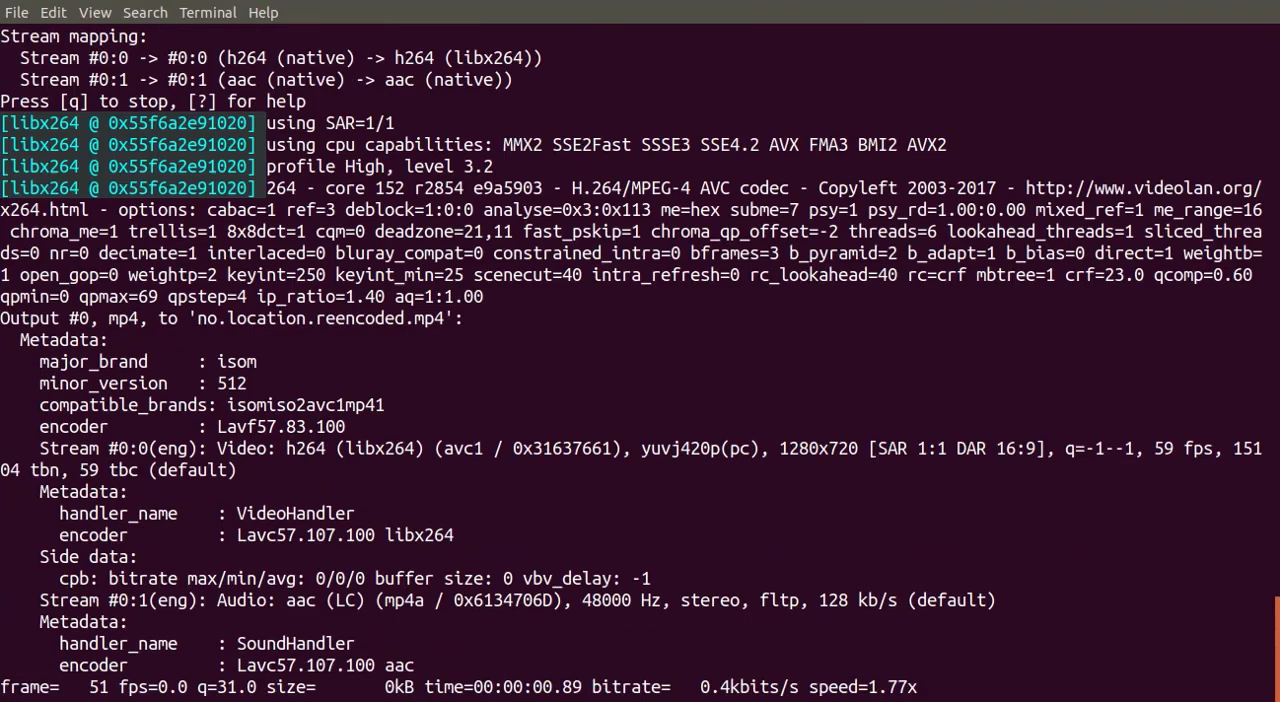 File Edit View Search Terminal Help
Stream mapping:
  Stream #0:0 -> #0:0 (h264 (native) -> h264 (libx264))
  Stream #0:1 -> #0:1 (aac (native) -> aac (native))
Press [q] to stop, [?] for help
[libx264 @ 0x55f6a2e91020] using SAR=1/1
[libx264 @ 0x55f6a2e91020] using cpu capabilities: MMX2 SSE2Fast SSSE3 SSE4.2 AVX FMA3 BMI2 AVX2
[libx264 @ 0x55f6a2e91020] profile High, level 3.2
[libx264 @ 0x55f6a2e91020] 264 - core 152 r2854 e9a5903 - H.264/MPEG-4 AVC codec - Copyleft 2003-2017 - http://www.videolan.org/
x264.html - options: cabac=1 ref=3 deblock=1:0:0 analyse=0x3:0x113 me=hex subme=7 psy=1 psy_rd=1.00:0.00 mixed_ref=1 me_range=16
 chroma_me=1 trellis=1 8x8dct=1 cqm=0 deadzone=21,11 fast_pskip=1 chroma_qp_offset=-2 threads=6 lookahead_threads=1 sliced_threa
ds=0 nr=0 decimate=1 interlaced=0 bluray_compat=0 constrained_intra=0 bframes=3 b_pyramid=2 b_adapt=1 b_bias=0 direct=1 weightb=
1 open_gop=0 weightp=2 keyint=250 keyint_min=25 scenecut=40 intra_refresh=0 rc_lookahead=40 rc=crf mbtree=1 crf=23.0 qcomp=0.60
qpmin=0 qpmax=69 qpstep=4 ip_ratio=1.40 aq=1:1.00
Output #0, mp4, to 'no.location.reencoded.mp4':
  Metadata:
    major_brand     : isom
    minor_version   : 512
    compatible_brands: isomiso2avc1mp41
    encoder         : Lavf57.83.100
    Stream #0:0(eng): Video: h264 (libx264) (avc1 / 0x31637661), yuvj420p(pc), 1280x720 [SAR 1:1 DAR 16:9], q=-1--1, 59 fps, 151
04 tbn, 59 tbc (default)
    Metadata:
      handler_name    : VideoHandler
      encoder         : Lavc57.107.100 libx264
    Side data:
      cpb: bitrate max/min/avg: 0/0/0 buffer size: 0 vbv_delay: -1
    Stream #0:1(eng): Audio: aac (LC) (mp4a / 0x6134706D), 48000 Hz, stereo, fltp, 128 kb/s (default)
    Metadata:
      handler_name    : SoundHandler
      encoder         : Lavc57.107.100 aac
frame=   51 fps=0.0 q=31.0 size=       0kB time=00:00:00.89 bitrate=   0.4kbits/s speed=1.77x